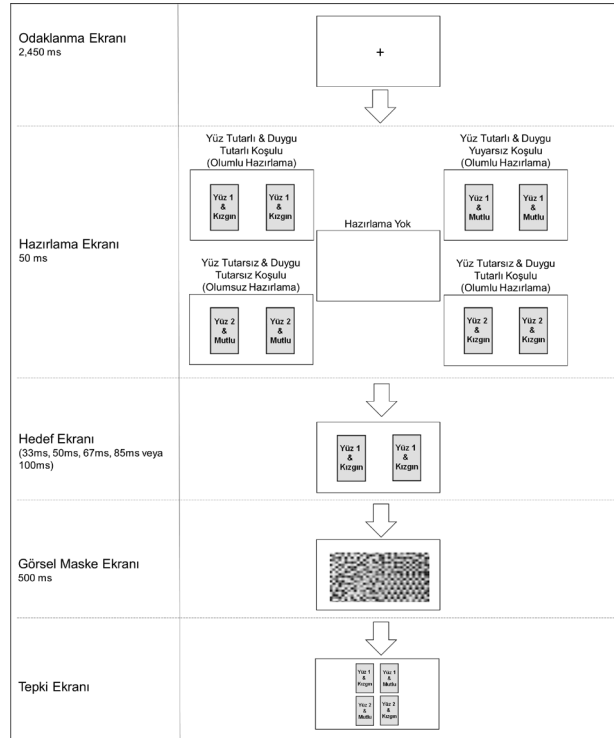 Odaklanma Ekranı
2,450 ms
+
Hazırlama Ekranı
50 ms
Yüz Tutarlı & Duygu
Tutarlı Koşulu
(Olumlu Hazırlama)
Yüz 1
&
Kızgın
Yüz 1
&
Kızgın
Yüz Tutarlı & Duygu
Yuyarsız Koşulu
(Olumlu Hazırlama)
Yüz 1
&
Mutlu
Yüz 1
&
Mutlu
Hazırlama Yok
Yüz Tutarsız & Duygu
Tutarsız Koşulu
(Olumsuz Hazırlama)
Yüz 2
&
Mutlu
Yüz 2
&
Mutlu
Yüz Tutarsız & Duygu
Tutarlı Koşulu
(Olumlu Hazırlama)
Yüz 2
&
Kızgın
Yüz 2
&
Kızgın
Hedef Ekranı
(33ms, 50ms, 67ms, 85ms veya
100ms)
Yüz 1
&
Kızgın
Yüz 1
&
Kızgın
Görsel Maske Ekranı
500 ms
Tepki Ekranı
Yüz 1
&
Kızgın
Yüz 1
&
Mutlu
Yüz 2
&
Mutlu
Yüz 2
&
Kızgın